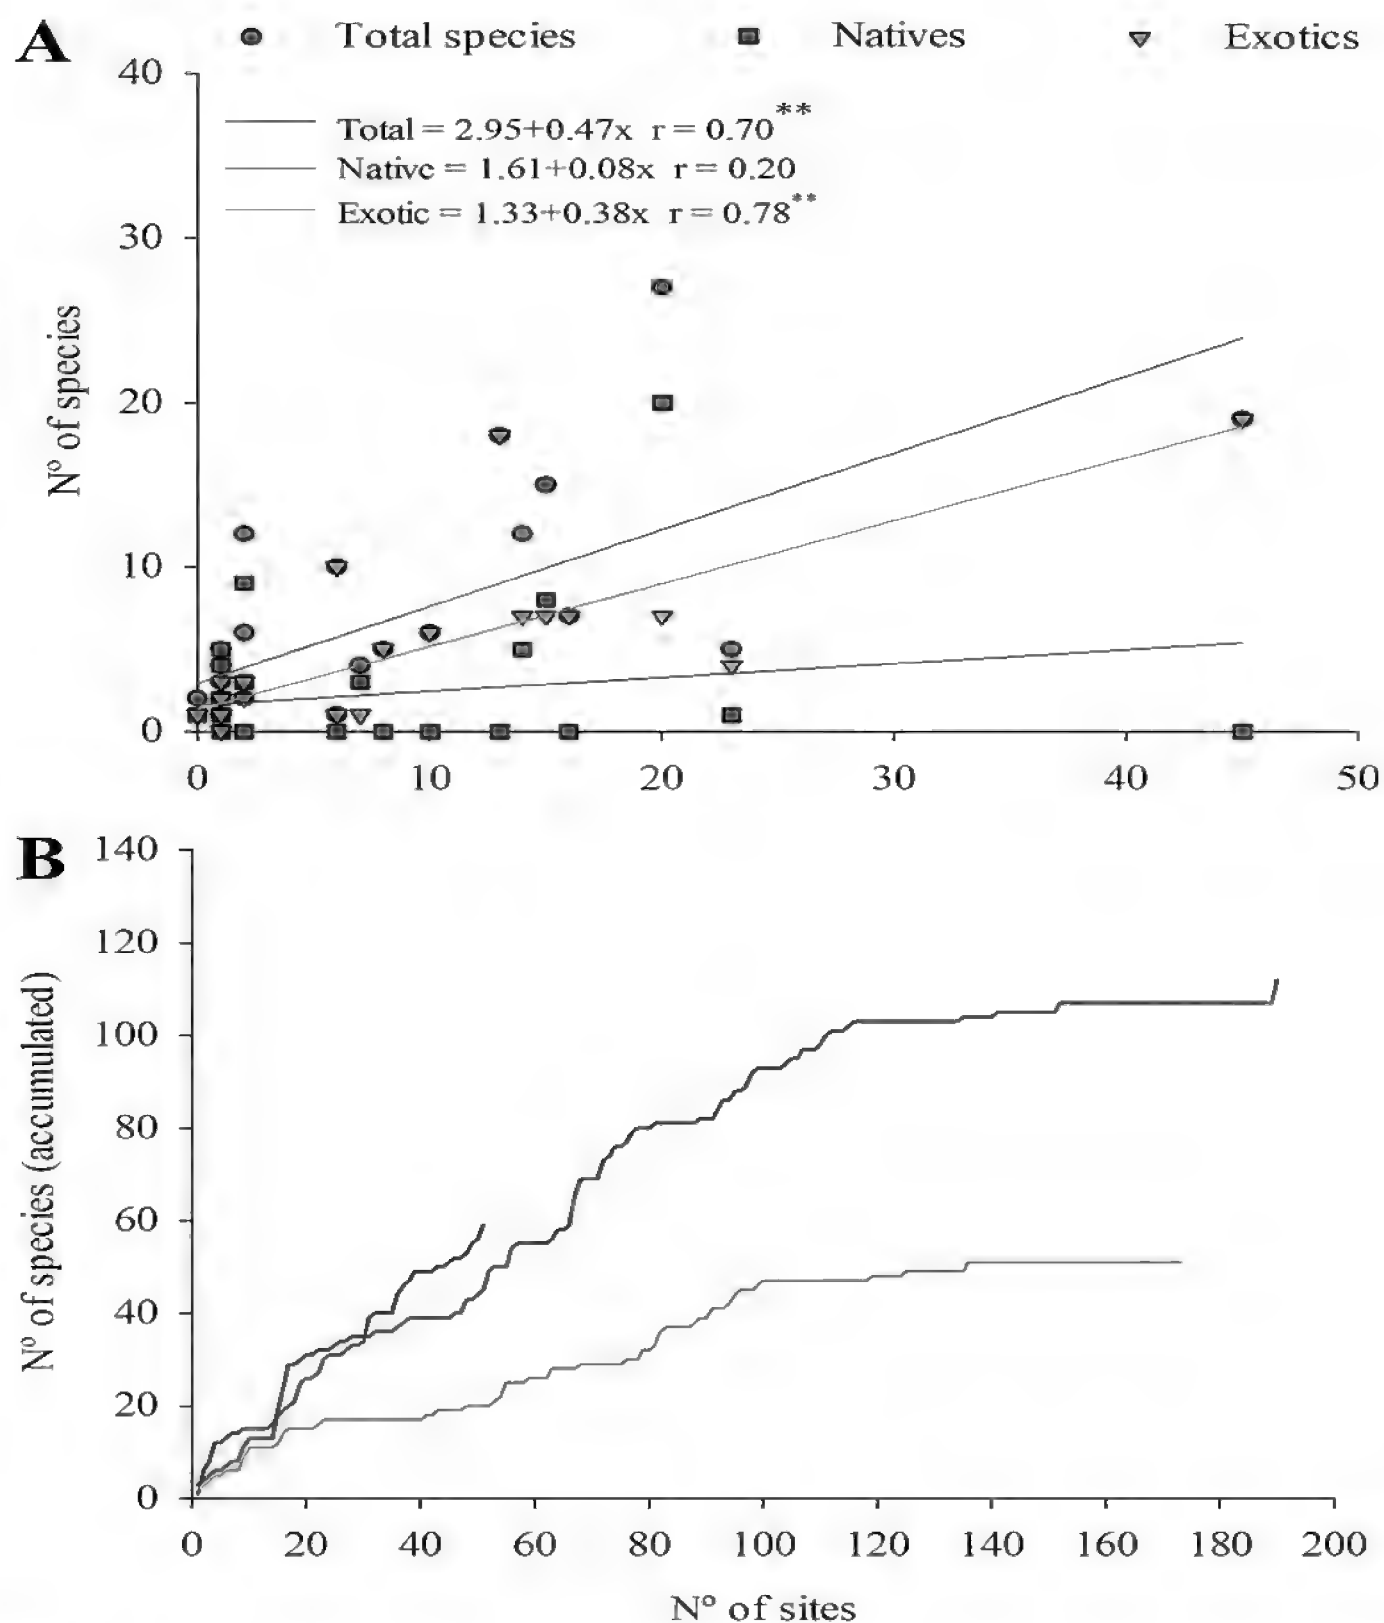 A
Total species Natives Exotics
40
Total = 2.95+0.47x r = 0.70**
Native = 1.61+0.08x r = 0.20
Exotic = 1.33+0.38x r = 0.78**
30
20
10
0
Nº of species
0 10 20 30 40 50
B
140
120
100
80
60
40
20
0
Nº of species (accumulated)
0 20 40 60 80 100 120 140 160 180 200
Nº of sites